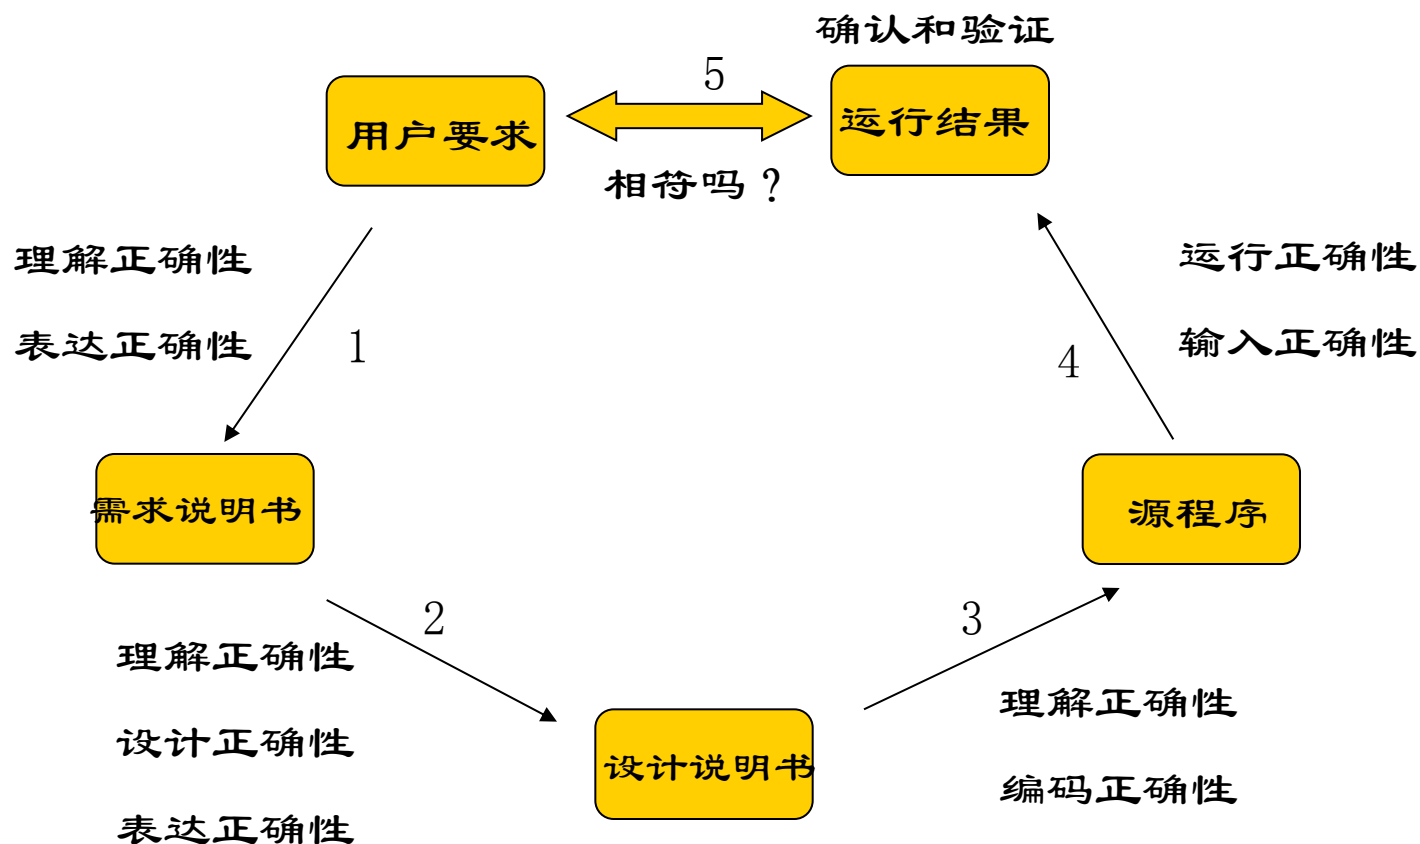 确认和验证
5
用户要求
运行结果
相符吗？
理解正确性
表达正确性
1
运行正确性
输入正确性
4
需求说明书
源程序
2
3
理解正确性
设计正确性
表达正确性
设计说明书
理解正确性
编码正确性